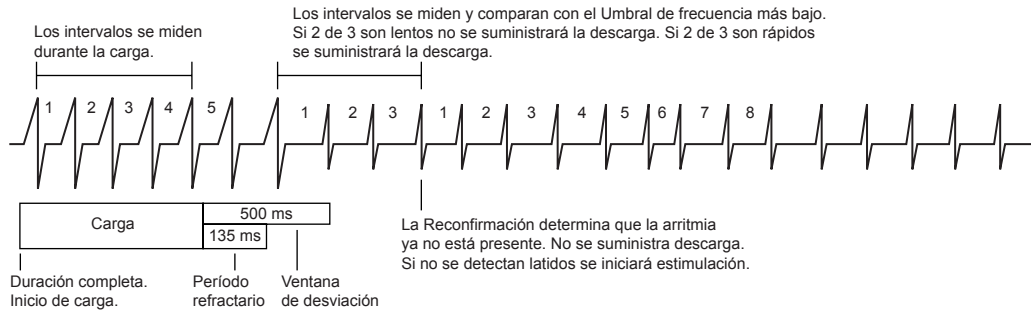 Los intervalos se miden
durante la carga.
Los intervalos se miden y comparan con el Umbral de frecuencia más bajo.
Si 2 de 3 son lentos no se suministrará la descarga. Si 2 de 3 son rápidos
se suministrará la descarga.
1 2 3 4 5 1 2 3 1 2 3 4 5 6 7 8
Carga
500 ms
135 ms
La Reconfirmación determina que la arritmia
ya no está presente. No se suministra descarga.
Si no se detectan latidos se iniciará estimulación.
Duración completa.
Inicio de carga.
Período
refractario
Ventana
de desviación